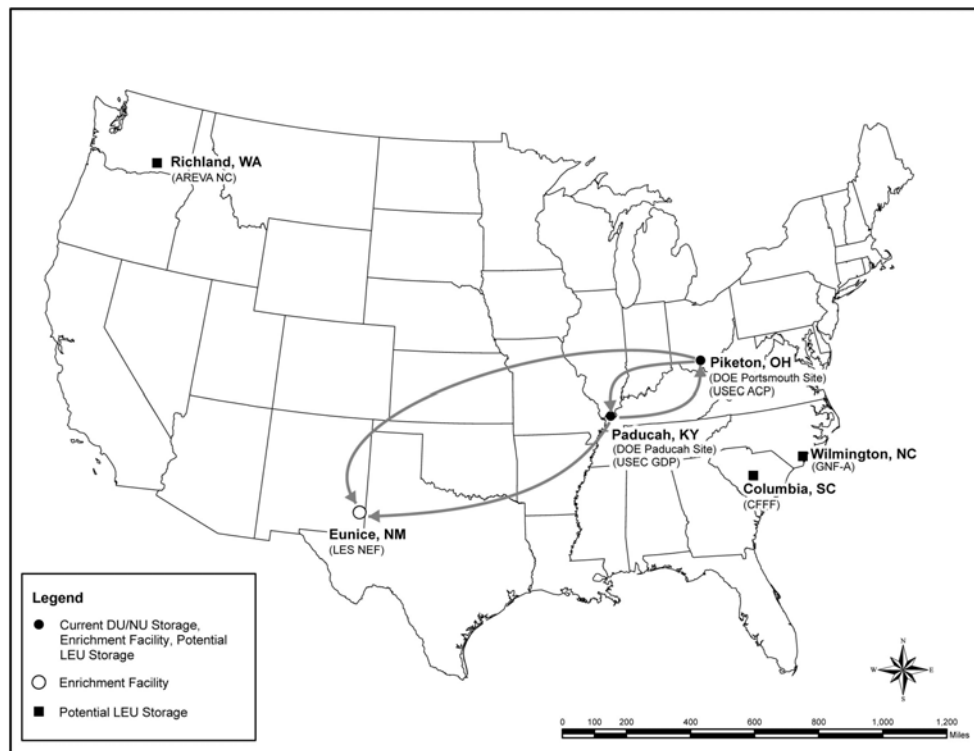 Richland, WA
(AREVA NC)
Piketon, OH
(DOE Portsmouth Site)
(USEC ACP)
Paducah, KY
(DOE Paducah Site)
(USEC GDP)
Wilmington, NC
(GNF-A)
Columbia, SC
(CFFF)
Eunice, NM
(LES NEF)
Legend
Current DU/NU Storage,
Enrichment Facility, Potential
LEU Storage
Enrichment Facility
Potential LEU Storage
N
W E
S
0 100 200 400 600 800 1,000 1,200
Miles